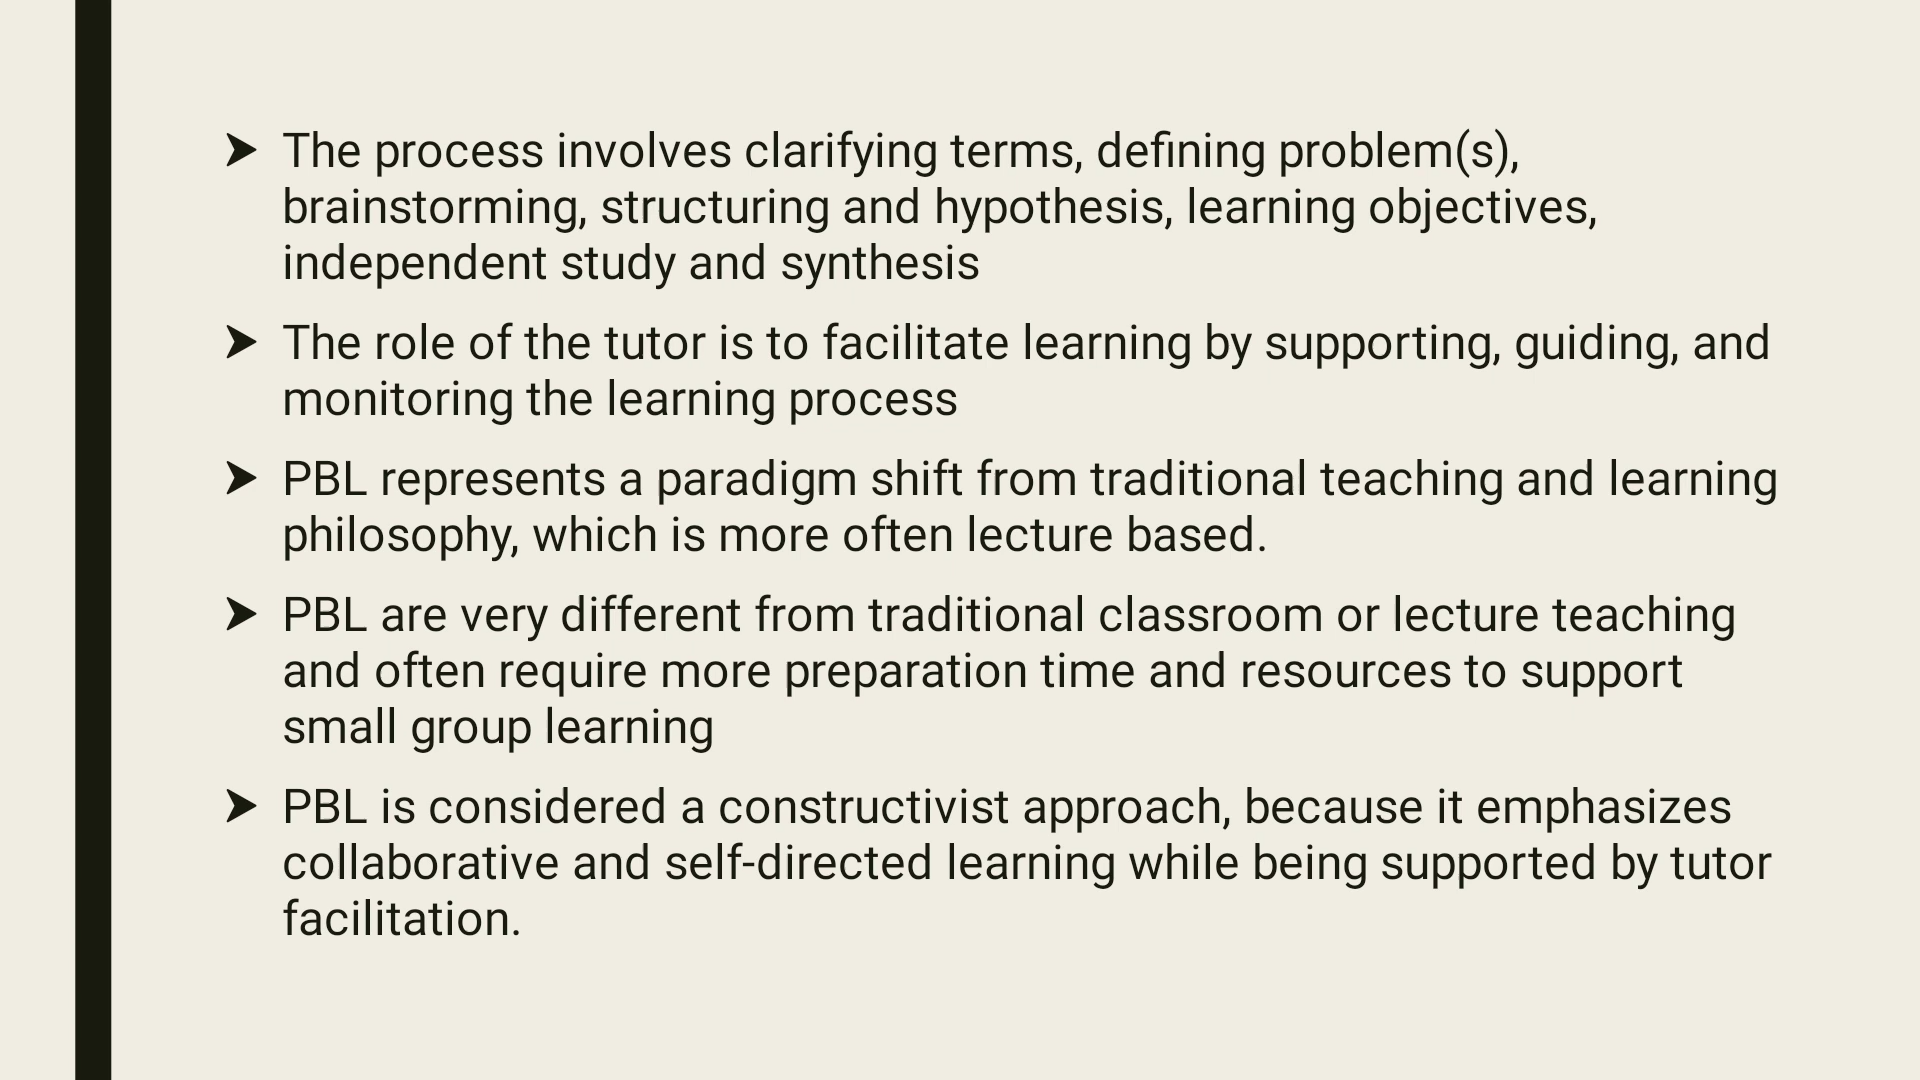 ➤ The process involves clarifying terms, defining problem(s),
brainstorming, structuring and hypothesis, learning objectives,
independent study and synthesis
➤ The role of the tutor is to facilitate learning by supporting, guiding, and
monitoring the learning process
➤ PBL represents a paradigm shift from traditional teaching and learning
philosophy, which is more often lecture based.
➤ PBL are very different from traditional classroom or lecture teaching
and often require more preparation time and resources to support
small group learning
➤ PBL is considered a constructivist approach, because it emphasizes
collaborative and self-directed learning while being supported by tutor
facilitation.